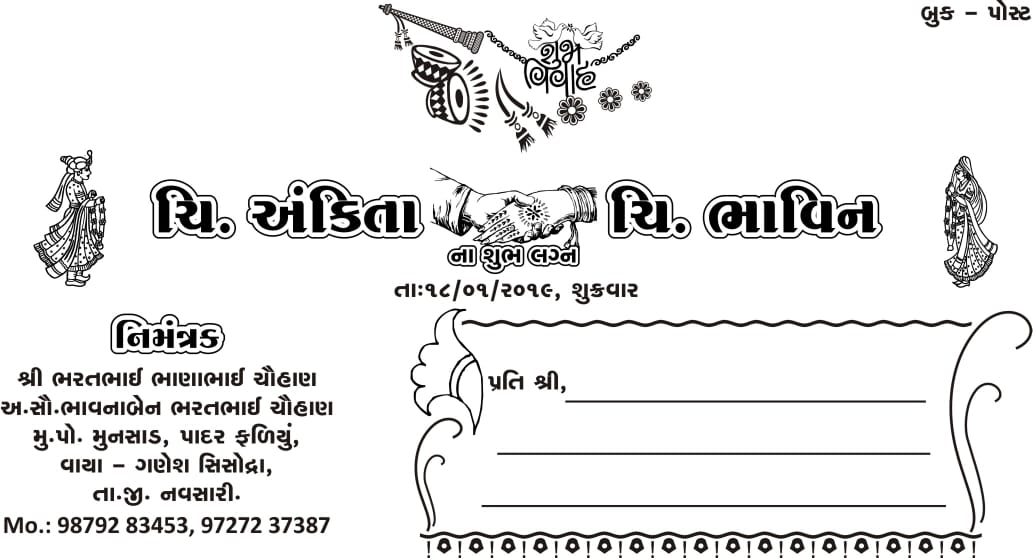 બુક – પોસ્ટ
શુભ
વિવાહ
ચિ. અંકિતા
ચિ. ભાવિન
ના શુભ લગ્ન
તાઃ૧૮/૦૧/૨૦૧૯, શુક્રવાર
નિમંત્રક
શ્રી ભરતભાઈ ભાણાભાઈ ચૌહાણ
અ.સૌ.ભાવનાબેન ભરતભાઈ ચૌહાણ
મુ.પો. મુનસાડ, પાદર ફળિયું,
વાયા – ગણેશ સિસોદ્રા,
તા.જી. નવસારી.
Mo.: 98792 83453, 97272 37387
પ્રતિ શ્રી,